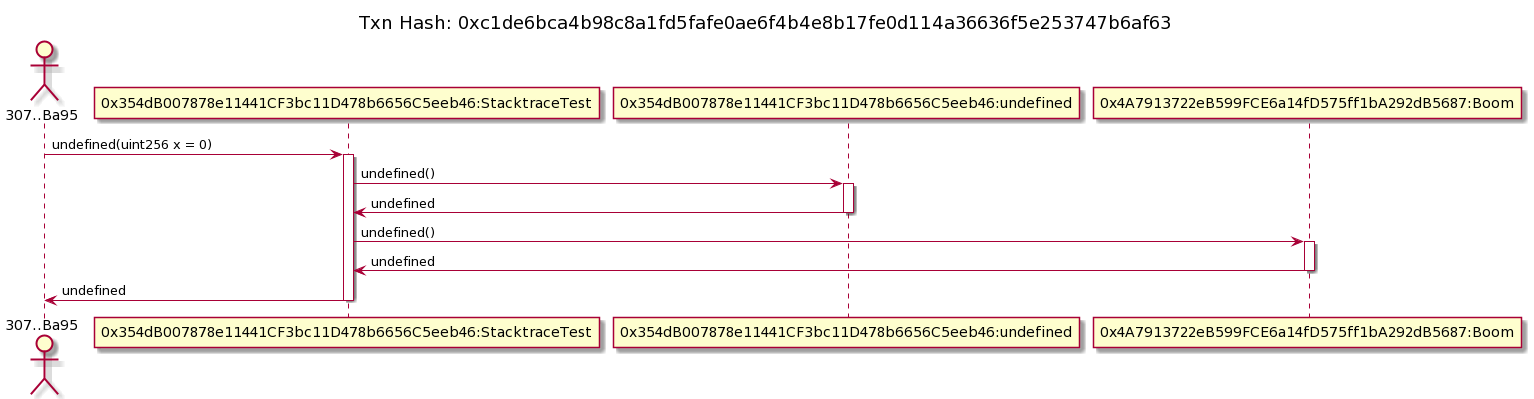 Txn Hash: 0xc1de6bca4b98c8a1fd5fafe0ae6f4b4e8b17fe0d114a36636f5e253747b6af63
307..Ba95
0x354dB007878e11441CF3bc11D478b6656C5eeb46:StacktraceTest
0x354dB007878e11441CF3bc11D478b6656C5eeb46:undefined
0x4A7913722eB599FCE6a14fD575ff1bA292dB5687:Boom
undefined(uint256 x = 0)
undefined()
undefined
undefined()
undefined
undefined
307..Ba95
0x354dB007878e11441CF3bc11D478b6656C5eeb46:StacktraceTest
0x354dB007878e11441CF3bc11D478b6656C5eeb46:undefined
0x4A7913722eB599FCE6a14fD575ff1bA292dB5687:Boom